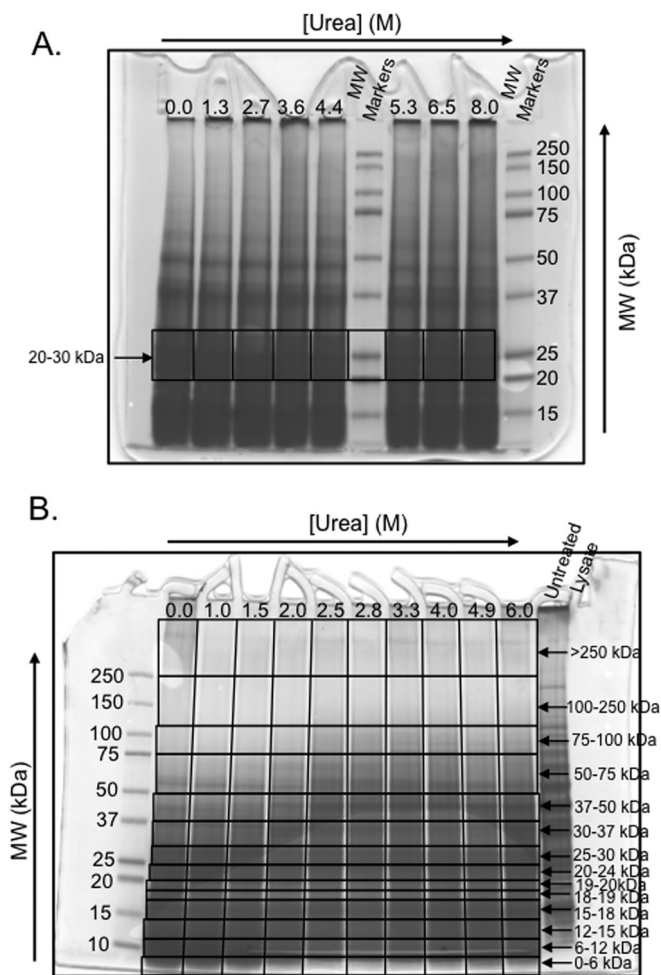 A.
[Urea] (M)
0.0 1.3 2.7 3.6 4.4 MW Markers 5.3 6.5 8.0 MW Markers
250
150
100
75
50
37
25
20
15
20-30 kDa
MW (kDa)
B.
[Urea] (M)
0.0 1.0 1.5 2.0 2.5 2.8 3.3 4.0 4.9 6.0 Untreated Lysare
MW (kDa)
250
150
100
75
50
37
25
20
15
10
>250 kDa
100-250 kDa
75-100 kDa
50-75 kDa
37-50 kDa
30-37 kDa
25-30 kDa
20-24 kDa
19-20kDa
18-19 kDa
15-18 kDa
12-15 kDa
6-12 kDa
0-6 kDa